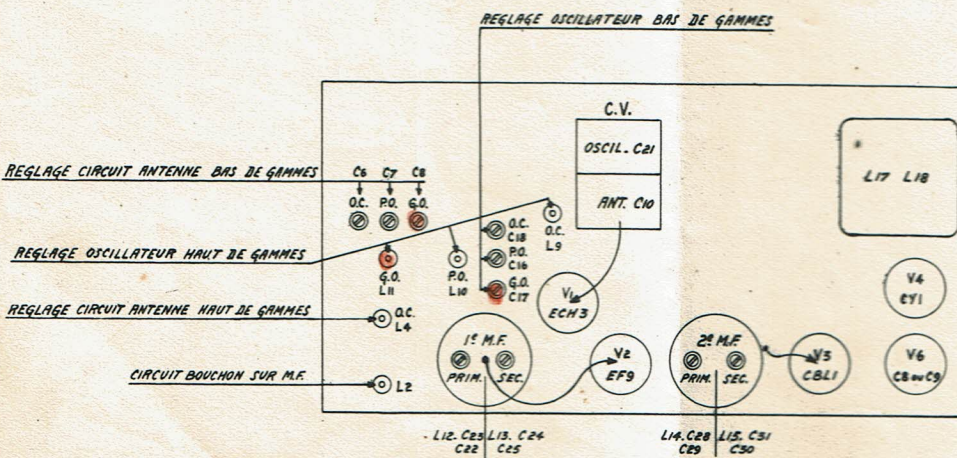 REGLAGE OSCILLATEUR BAS DE GAMMES
C.V.
OSCIL. C21
ANT. C10
L17 L18
REGLAGE CIRCUIT ANTENNE BAS DE GAMMES
C6 C7 C8
O.C. P.O. G.O.
O.C.
L9
O.C.
C18
P.O.
C16
G.O.
C17
REGLAGE OSCILLATEUR HAUT DE GAMMES
G.O.
L11
P.O.
L10
V1
ECH3
V4
CY1
REGLAGE CIRCUIT ANTENNE HAUT DE GAMMES
O.C.
L4
1e M.F.
PRIM. SEC.
V2
EF9
2e M.F.
PRIM. SEC.
V3
CBL1
V6
C8 ou C9
CIRCUIT BOUCHON SUR M.F.
L2
L12. C23 L13. C24
C22 C25
L14. C28 L15. C31
C29 C30